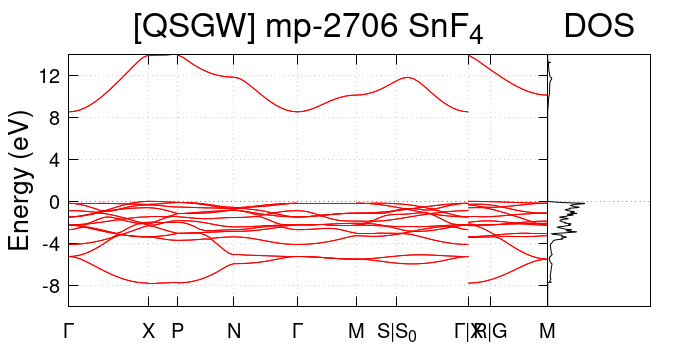 [QSGW] mp-2706 SnF₄ DOS
Energy (eV)
12
8
4
0
-4
-8
Γ X P N Γ M S|S₀ Γ|X R|G M